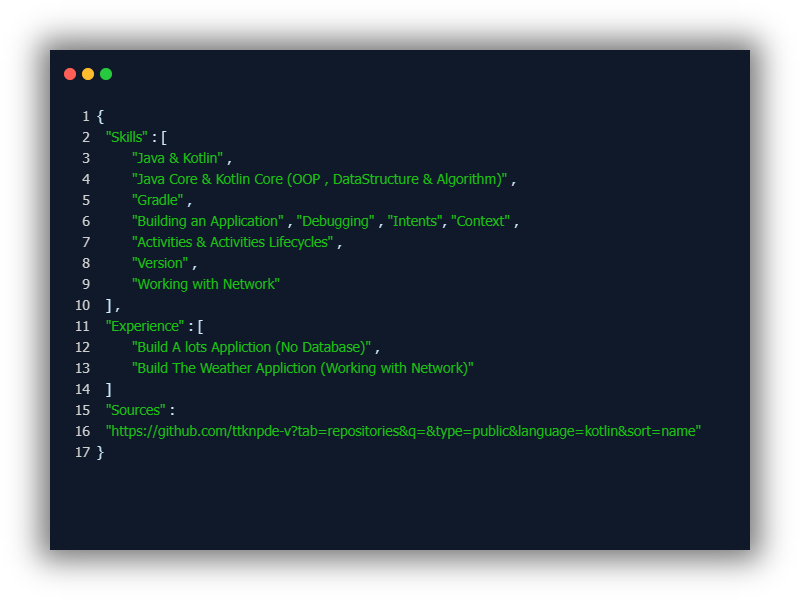 1 {
2 "Skills" : [
3 "Java & Kotlin" ,
4 "Java Core & Kotlin Core (OOP , DataStructure & Algorithm)" ,
5 "Gradle" ,
6 "Building an Application" , "Debugging" , "Intents", "Context" ,
7 "Activities & Activities Lifecycles" ,
8 "Version" ,
9 "Working with Network"
10 ] ,
11 "Experience" : [
12 "Build A lots Appliction (No Database)" ,
13 "Build The Weather Appliction (Working with Network)"
14 ]
15 "Sources" :
16 "https://github.com/ttknpde-v?tab=repositories&q=&type=public&language=kotlin&sort=name"
17 }